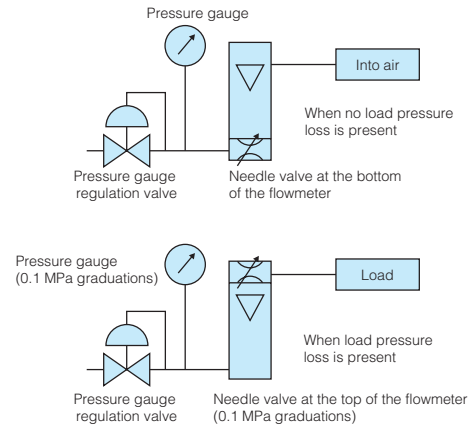 Pressure gauge
Into air
When no load pressure
loss is present
Pressure gauge
regulation valve
Needle valve at the bottom
of the flowmeter
Pressure gauge
(0.1 MPa graduations)
Load
When load pressure
loss is present
Pressure gauge
regulation valve
Needle valve at the top of the flowmeter
(0.1 MPa graduations)